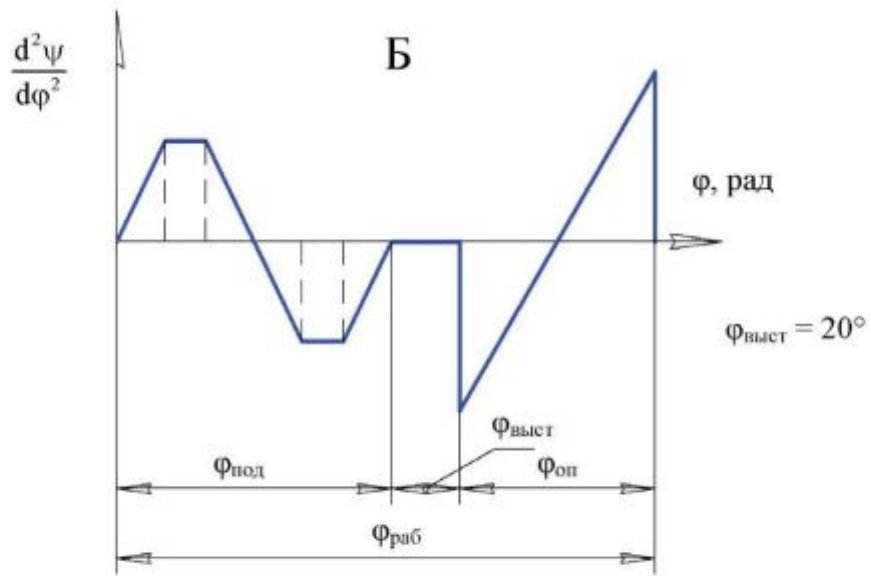 d²ψ
dφ²
Б
φ, рад
φвыст = 20°
φвыст
φпод
φоп
φраб